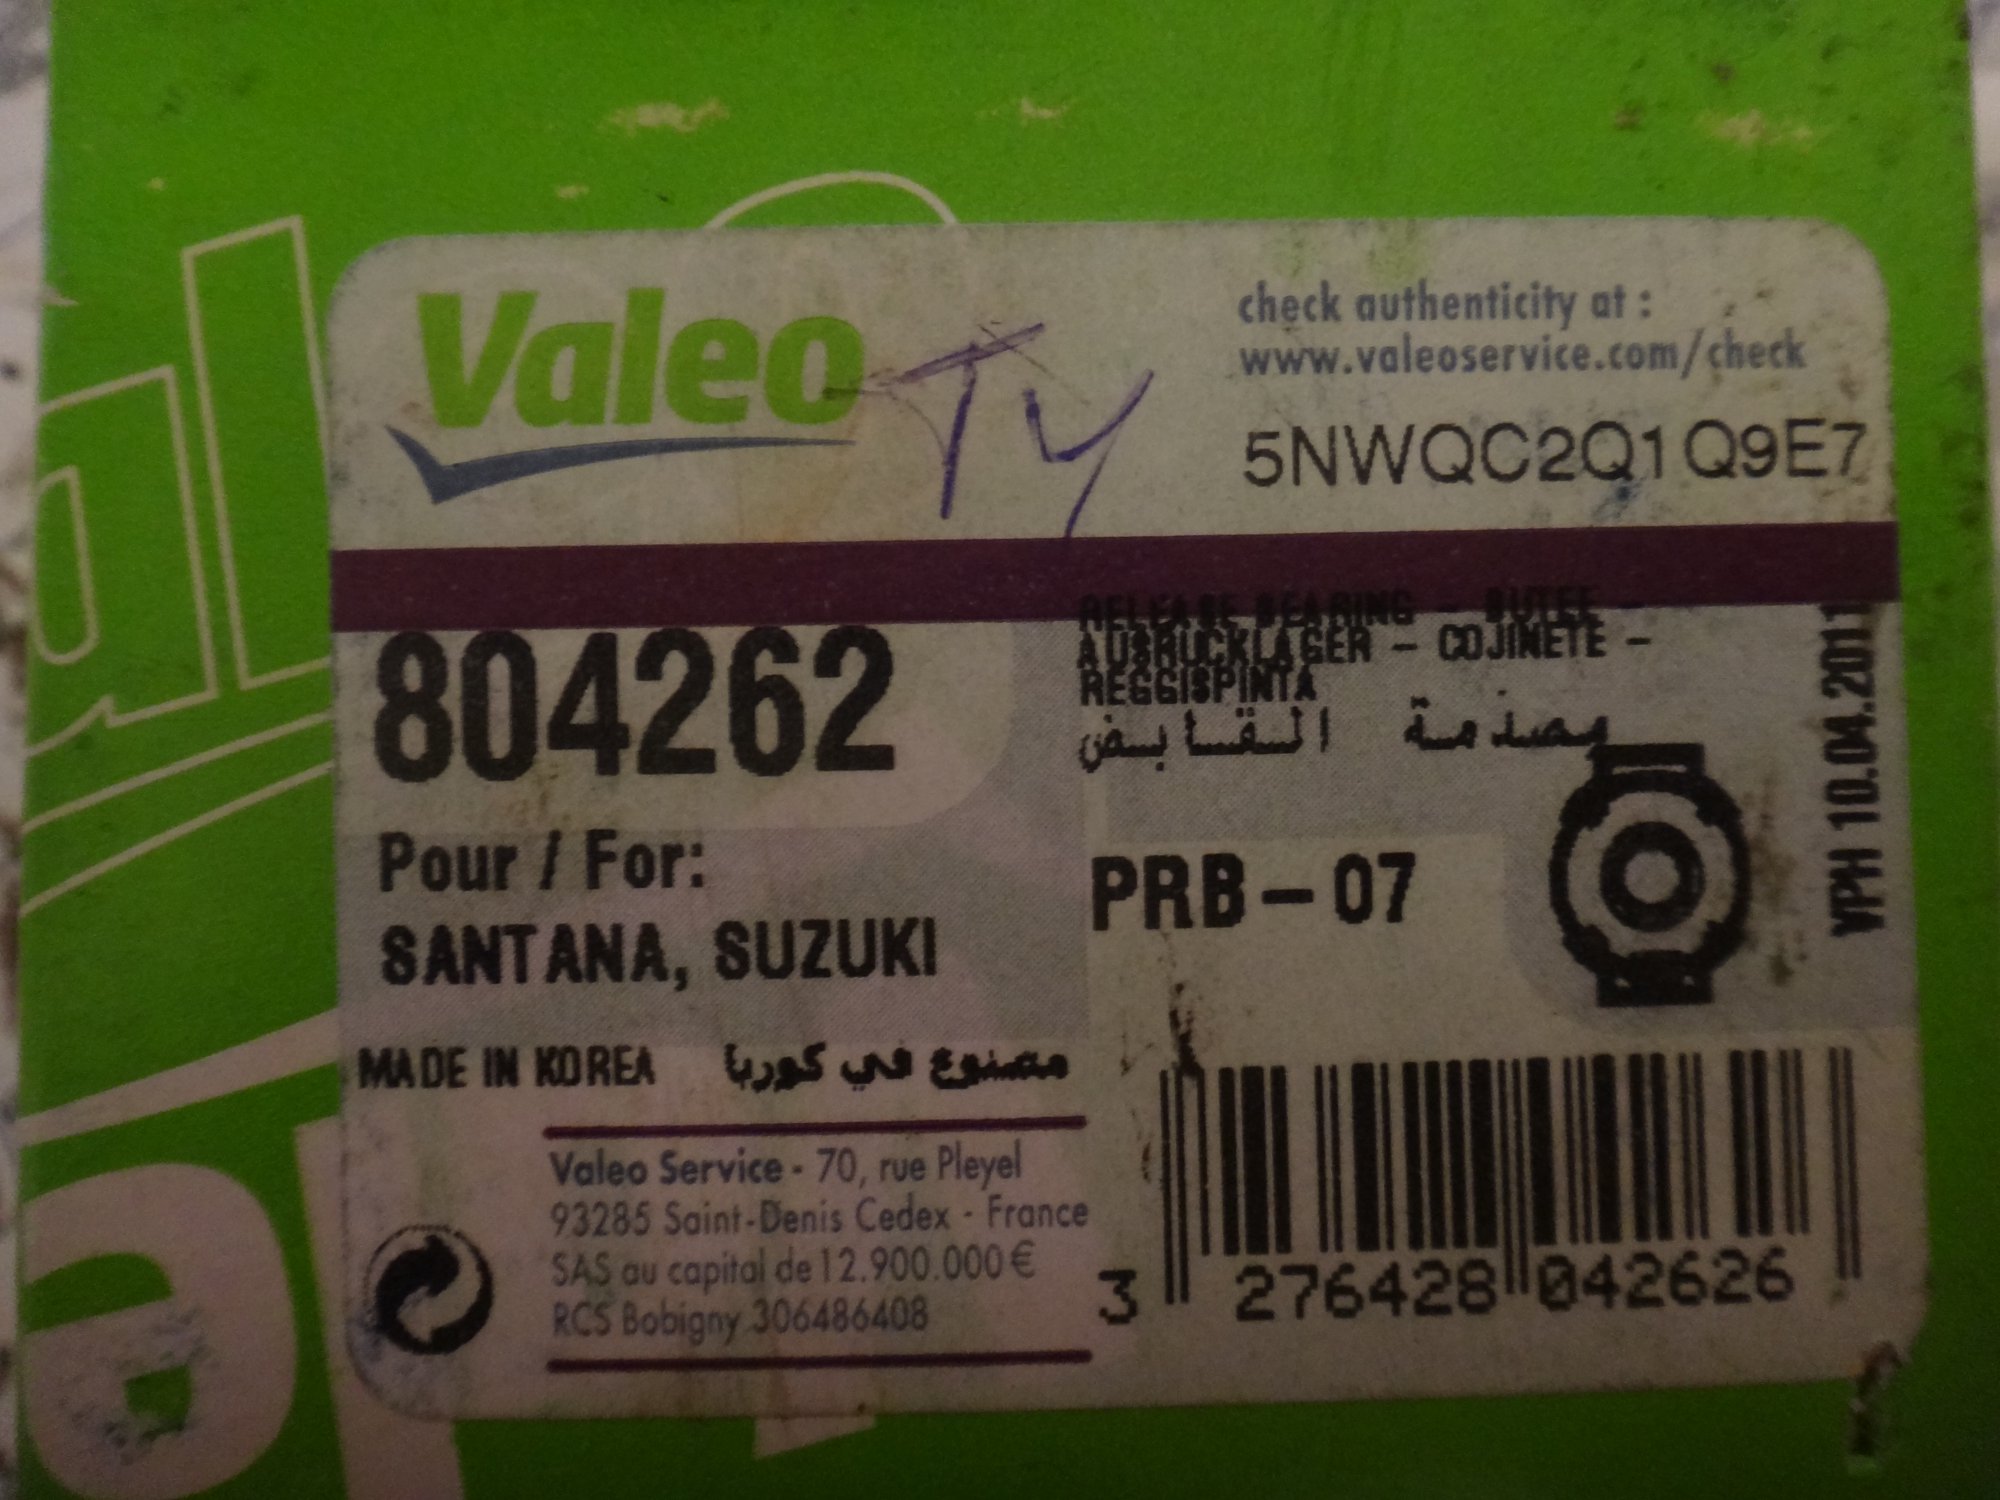 Valeo
TY
check authenticity at :
www.valeoservice.com/check
5NWQC2Q1Q9E7
804262
RELEASE BEARING - BUTEE -
AUSRUCKLAGER - COJINETE -
REGGISPINTA
مصدمة القابض
Pour / For:
SANTANA, SUZUKI
PRB-07
VPH 10.04.2011
MADE IN KOREA مصنوع في كوريا
Valeo Service - 70, rue Pleyel
93285 Saint-Denis Cedex - France
SAS au capital de 12.900.000€
RCS Bobigny 306486408
3 276428 042626